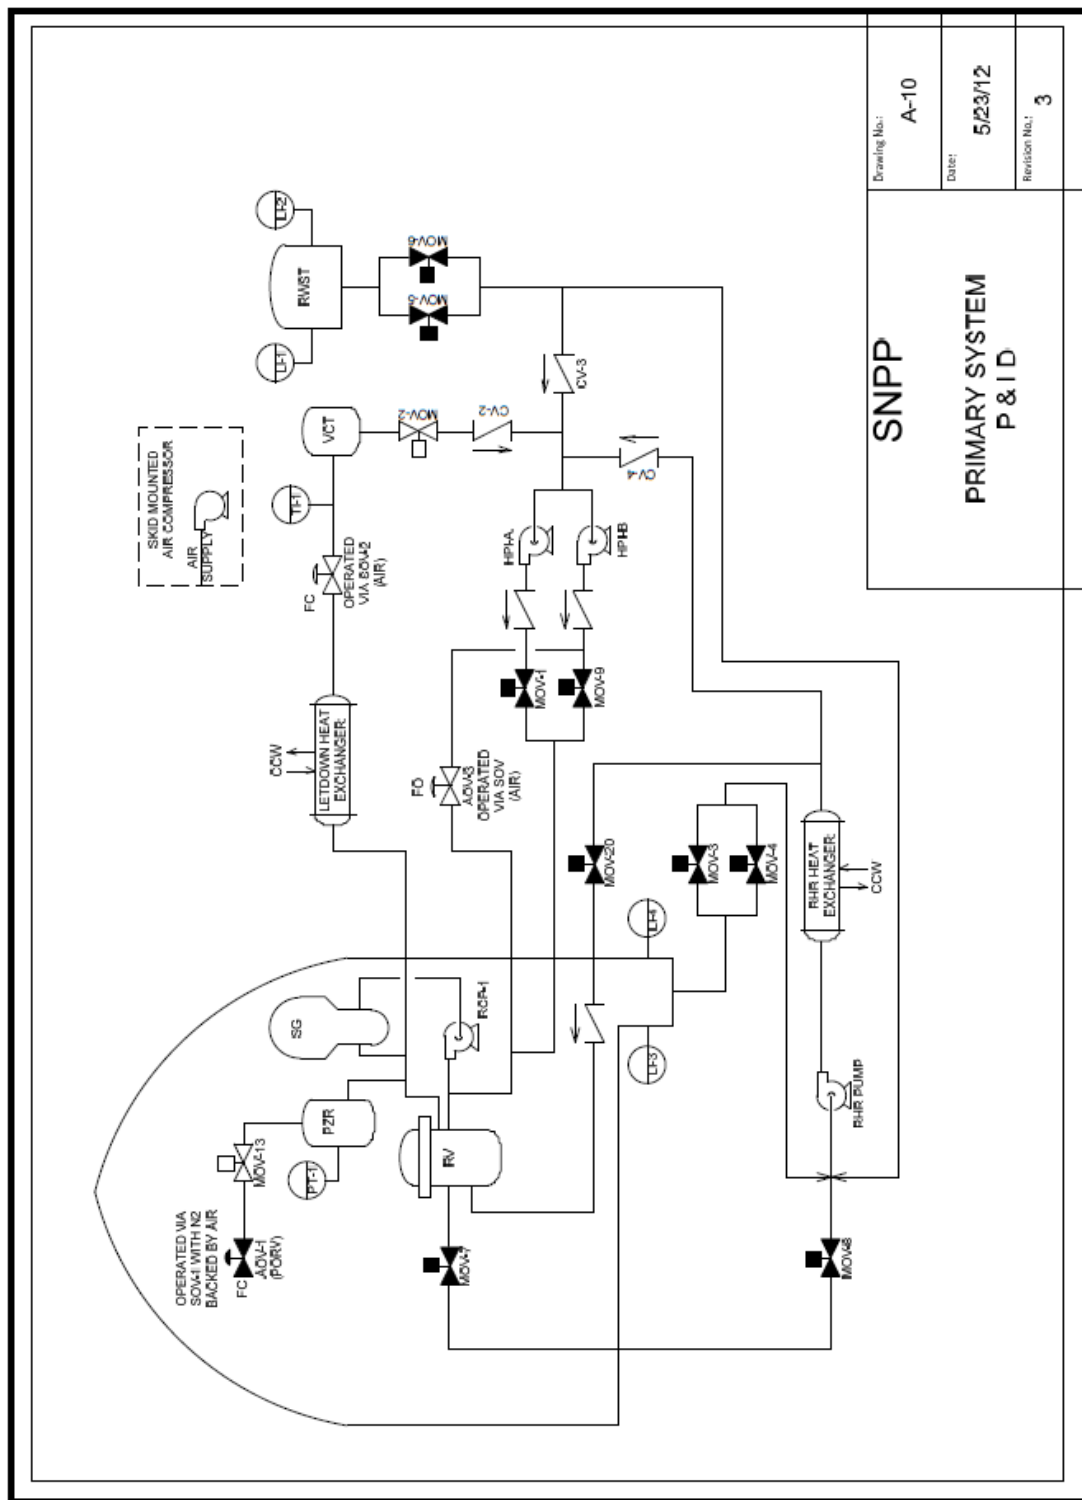 LI-2
RWST
LI-1
MOV-6
MOV-5
CV-3
SKID MOUNTED
AIR COMPRESSOR
AIR
SUPPLY
VCT
TI-1
MOV-2
CV-2
CV-4
FC
OPERATED
VIA SOV-2
(AIR)
HPI-A
HPI-B
CCW
LETDOWN HEAT
EXCHANGER
FO
AOV-3
OPERATED
VIA SOV
(AIR)
MOV-1
MOV-9
MOV-20
MOV-3
MOV-4
RHR HEAT
EXCHANGER
CCW
SG
RCP-1
LI-4
LI-3
PZR
PT-1
MOV-13
RV
OPERATED VIA
SOV-1 WITH N2
BACKED BY AIR
FC
AOV-1
(PORV)
MOV-7
MOV-8
RHR PUMP
SNPP
PRIMARY SYSTEM
P & I D
Drawing No.:
A-10
Date:
5/23/12
Revision No.:
3